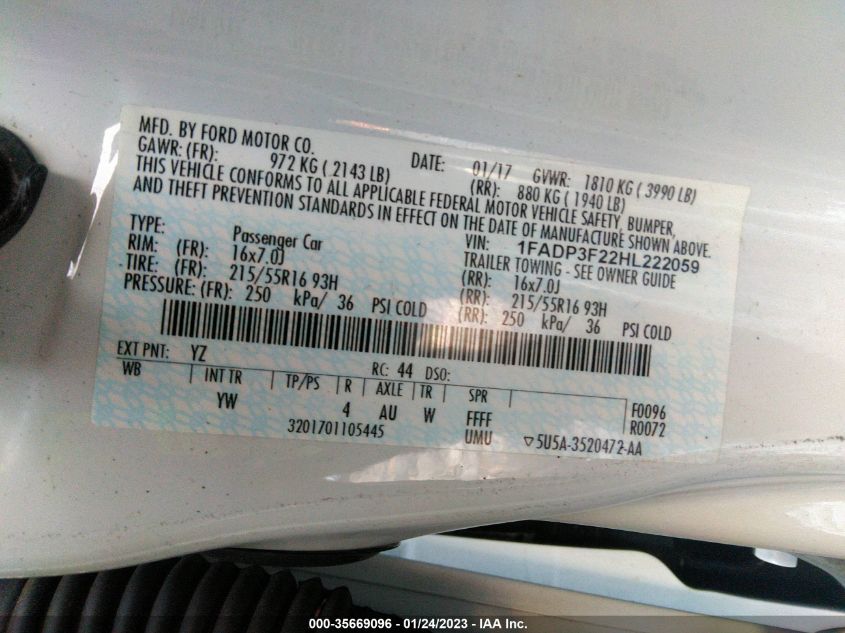 MFD. BY FORD MOTOR CO.
DATE: 01/17 GVWR: 1810 KG ( 3990 LB)
GAWR: (FR): 972 KG ( 2143 LB) (RR): 880 KG ( 1940 LB)
THIS VEHICLE CONFORMS TO ALL APPLICABLE FEDERAL MOTOR VEHICLE SAFETY, BUMPER,
AND THEFT PREVENTION STANDARDS IN EFFECT ON THE DATE OF MANUFACTURE SHOWN ABOVE.
VIN: 1FADP3F22HL222059
TYPE: Passenger Car TRAILER TOWING - SEE OWNER GUIDE
RIM: (FR): 16x7.0J (RR): 16x7.0J
TIRE: (FR): 215/55R16 93H (RR): 215/55R16 93H
PRESSURE: (FR): 250 kPa/ 36 PSI COLD (RR): 250 kPa/ 36 PSI COLD
EXT PNT: YZ RC: 44 DSO:
WB INT TR TP/PS R AXLE TR SPR
YW 4 AU W FFFF F0096
3201701105445 UMU R0072
▽5U5A-3520472-AA
000-35669096 - 01/24/2023 - IAA Inc.